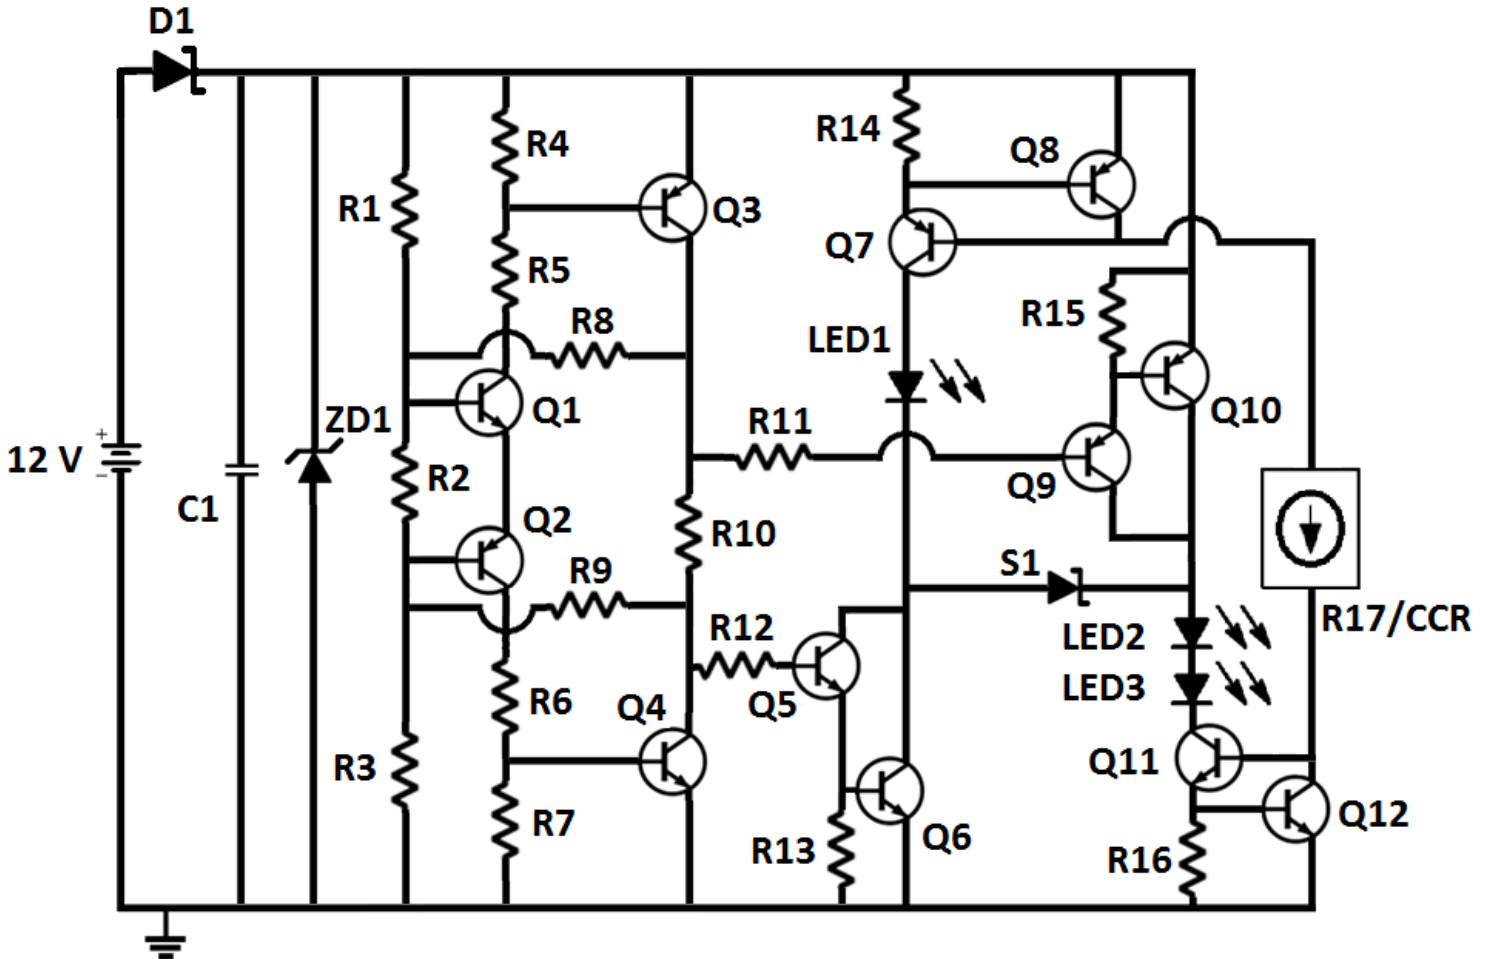 D1
R14
Q8
R4
R1
Q3
Q7
R5
R15
R8
LED1
Q1
Q10
R11
ZD1
12 V
+
−
R2
Q9
C1
Q2
R10
S1
R9
R17/CCR
R12
LED2
LED3
Q5
Q4
R6
Q11
R3
Q12
R7
R13
Q6
R16